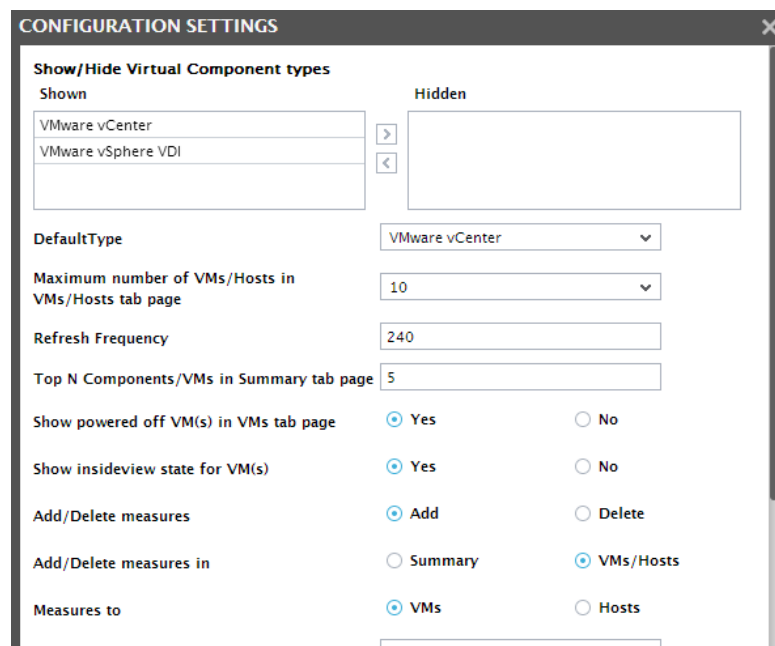 CONFIGURATION SETTINGS
Show/Hide Virtual Component types
Shown Hidden
VMware vCenter
VMware vSphere VDI
DefaultType VMware vCenter
Maximum number of VMs/Hosts in
VMs/Hosts tab page 10
Refresh Frequency 240
Top N Components/VMs in Summary tab page 5
Show powered off VM(s) in VMs tab page Yes No
Show insideview state for VM(s) Yes No
Add/Delete measures Add Delete
Add/Delete measures in Summary VMs/Hosts
Measures to VMs Hosts